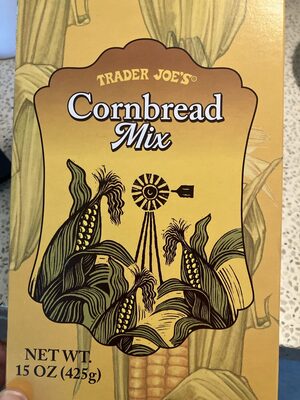 TRADER JOE'S®
Cornbread
Mix
NET WT.
15 OZ (425g)